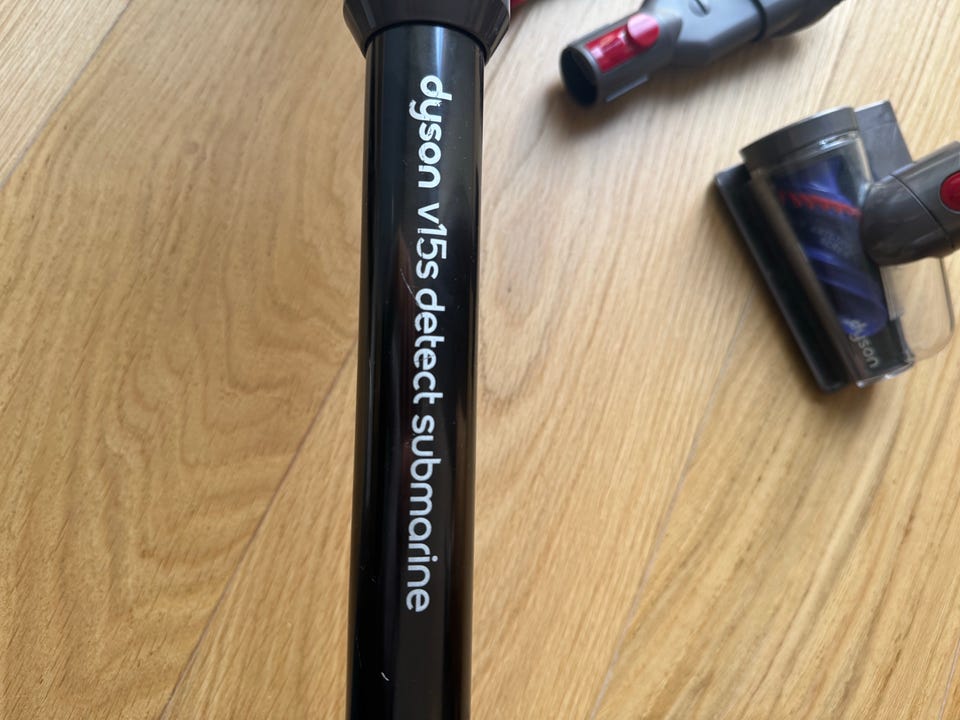 dyson v15s detect submarine
dyson